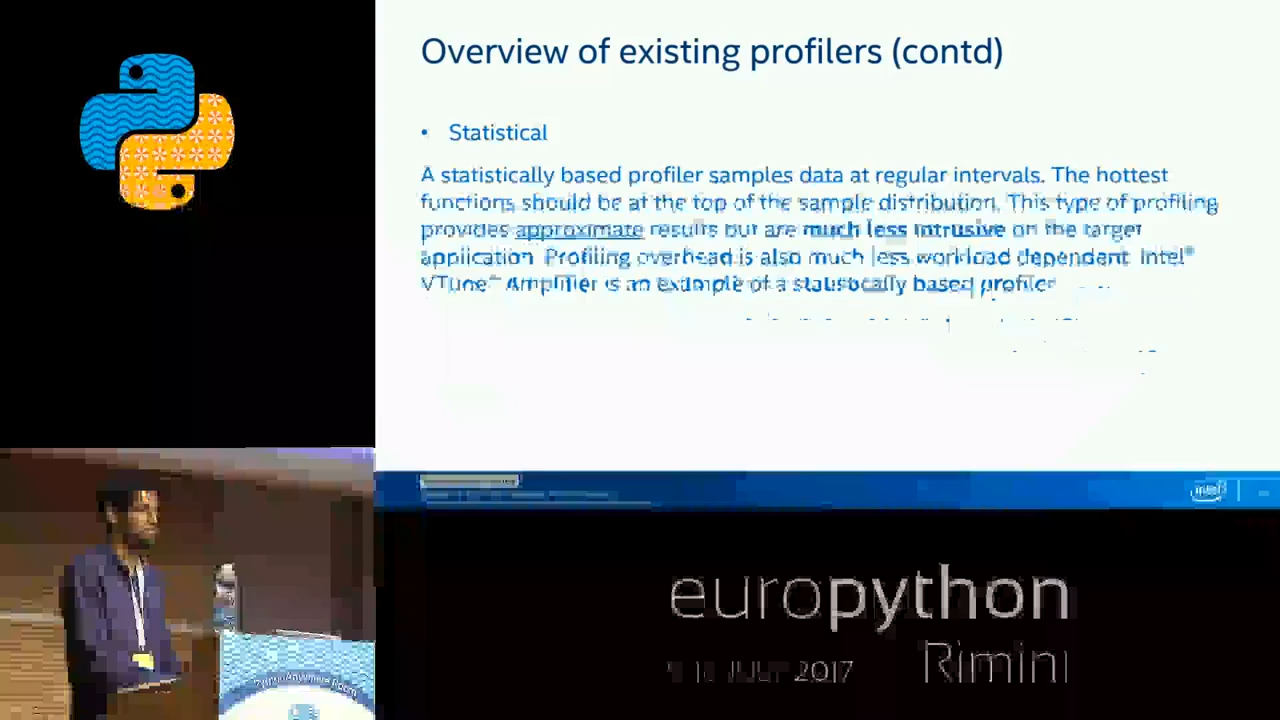 Overview of existing profilers (contd)
• Statistical
A statistically based profiler samples data at regular intervals. The hottest
functions should be at the top of the sample distribution. This type of profiling
provides approximate results but are much less intrusive on the target
application. Profiling overhead is also much less workload dependent. Intel®
VTune™ Amplifier is an example of a statistically based profiler
intel
europython
JULY 2017
Rimini
PythonAnywhere Room